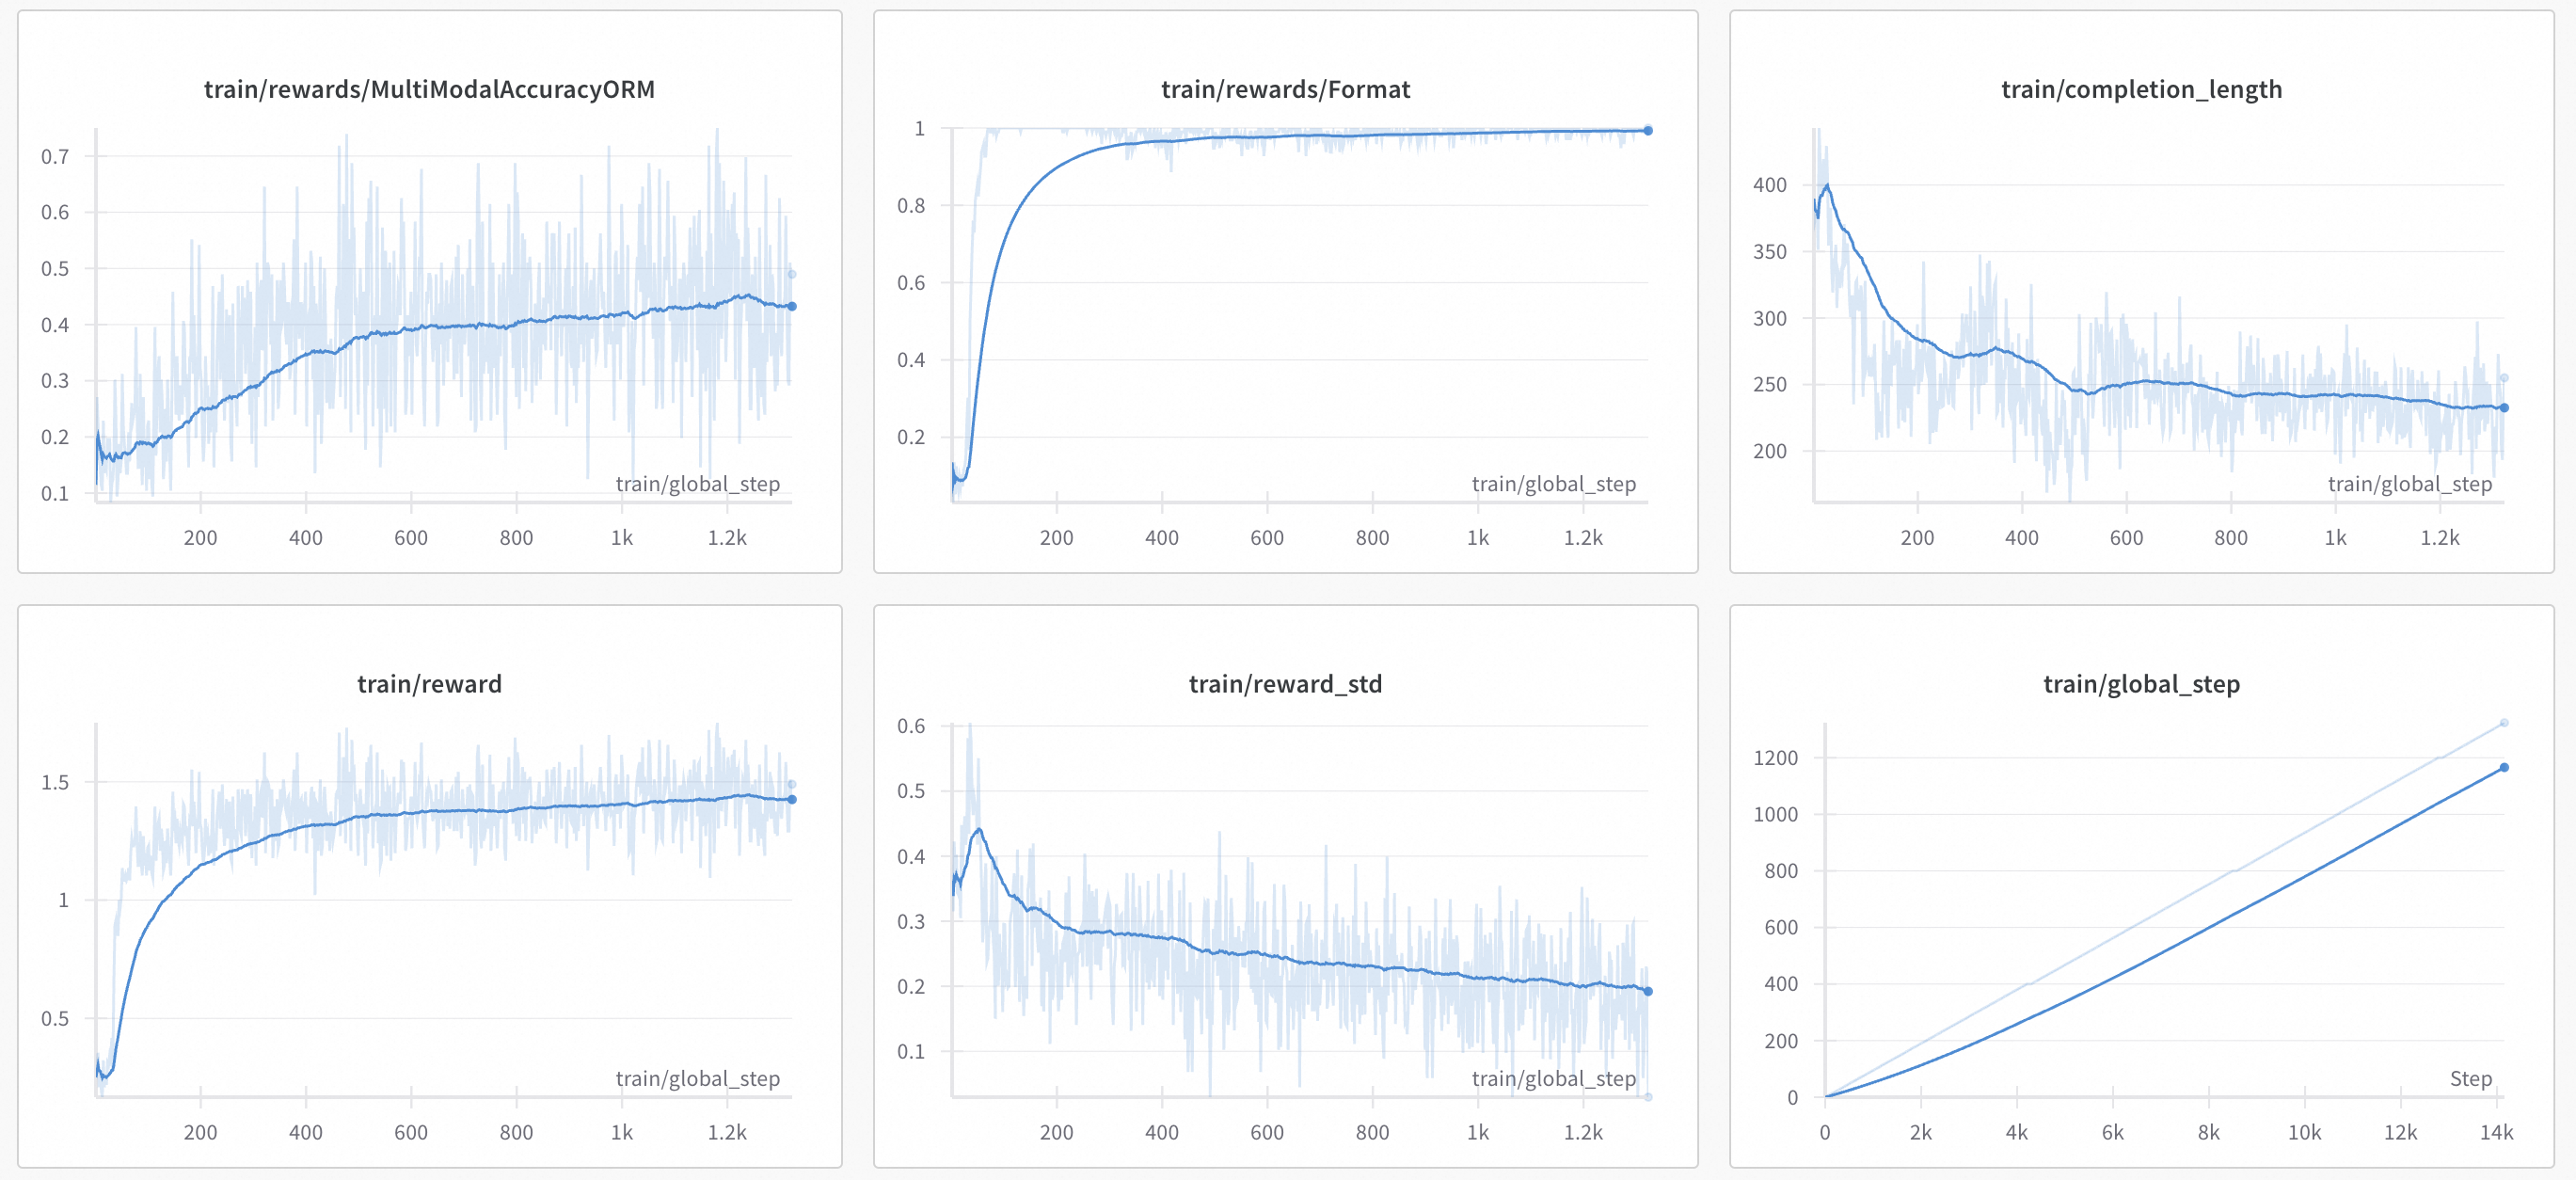 train/rewards/MultiModalAccuracyORM
0.7
0.6
0.5
0.4
0.3
0.2
0.1
train/global_step
200 400 600 800 1k 1.2k
train/rewards/Format
1
0.8
0.6
0.4
0.2
train/global_step
200 400 600 800 1k 1.2k
train/completion_length
400
350
300
250
200
train/global_step
200 400 600 800 1k 1.2k
train/reward
1.5
1
0.5
train/global_step
200 400 600 800 1k 1.2k
train/reward_std
0.6
0.5
0.4
0.3
0.2
0.1
train/global_step
200 400 600 800 1k 1.2k
train/global_step
1200
1000
800
600
400
200
0
Step
0 2k 4k 6k 8k 10k 12k 14k